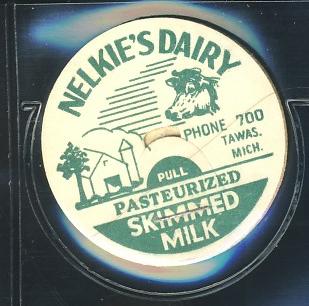 NELKIE'S DAIRY
PHONE 700
TAWAS.
MICH.
PULL
PASTEURIZED
SKIMMED
MILK